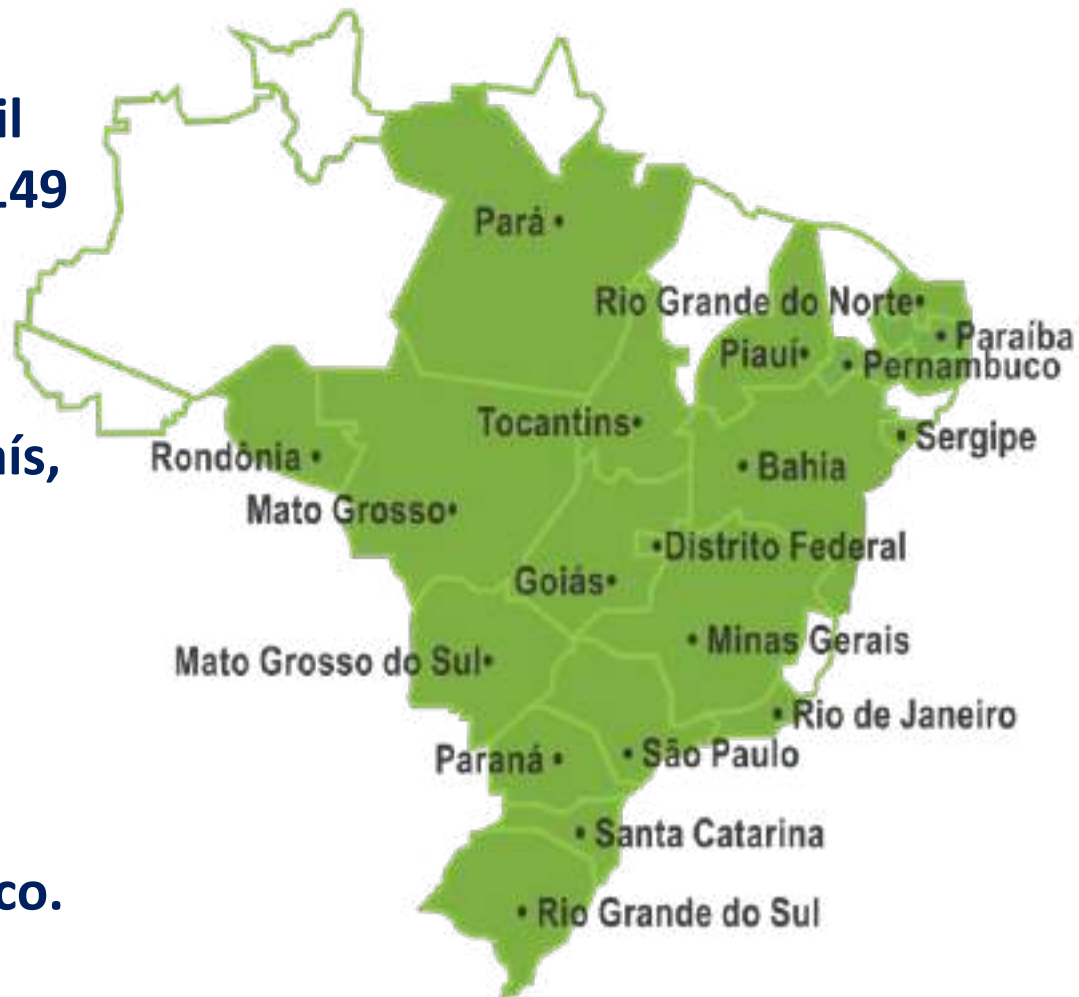 il
149
Pará
Rio Grande do Norte
Paraíba
Piauí
Pernambuco
Tocantins
Sergipe
Rondônia
ís,
Bahia
Mato Grosso
Distrito Federal
Goiás
Minas Gerais
Mato Grosso do Sul
Rio de Janeiro
Paraná
São Paulo
Santa Catarina
co.
Rio Grande do Sul